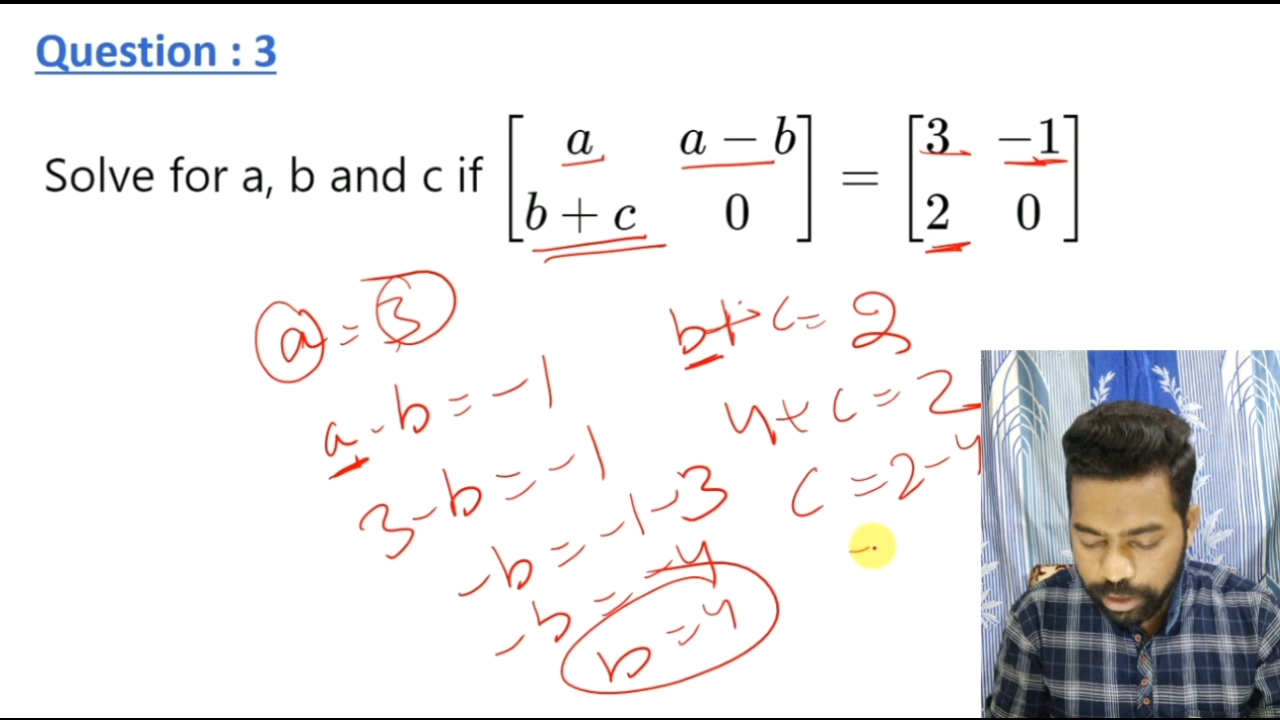 Question : 3
Solve for a, b and c if [ a a − b ; b + c 0 ] = [ 3 −1 ; 2 0 ]
a = 3
a - b = -1
3 - b = -1
-b = -1-3
-b = -4
b = 4
b + c = 2
4 + c = 2
c = 2-4